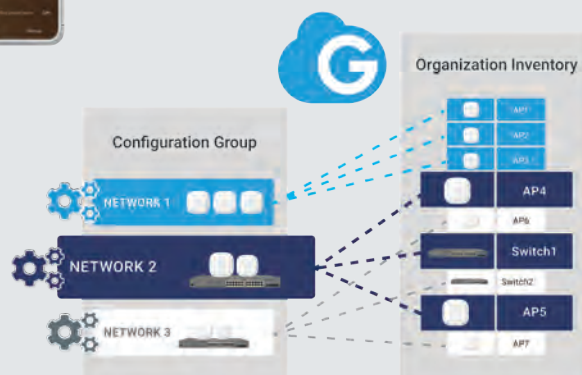 G
Organization Inventory
Configuration Group
AP1
AP2
AP3
NETWORK 1
AP4
AP6
NETWORK 2
Switch1
Switch2
AP5
NETWORK 3
AP7